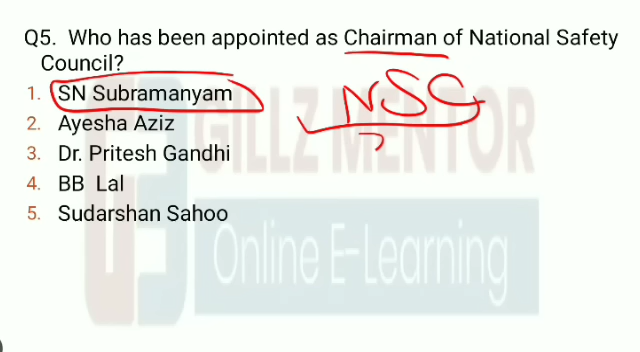 Q5. Who has been appointed as Chairman of National Safety
Council?
1. SN Subramanyam
2. Ayesha Aziz
3. Dr. Pritesh Gandhi
4. BB Lal
5. Sudarshan Sahoo
NSC
GILLZ MENTOR
Online E-Learning